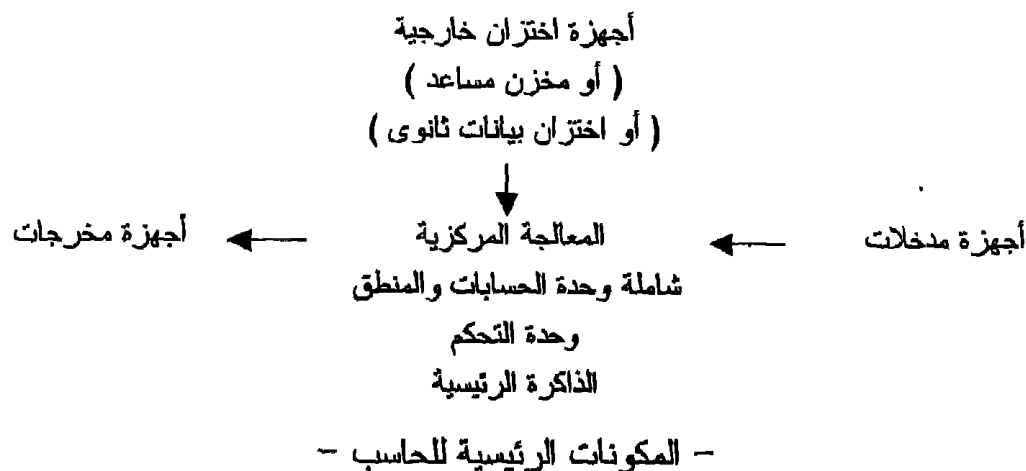 أجهزة اختزان خارجية
( أو مخزن مساعد )
( أو اختزان بيانات ثانوى )
أجهزة مدخلات
المعالجة المركزية
أجهزة مخرجات
شاملة وحدة الحسابات والمنطق
وحدة التحكم
الذاكرة الرئيسية
- المكونات الرئيسية للحاسب -